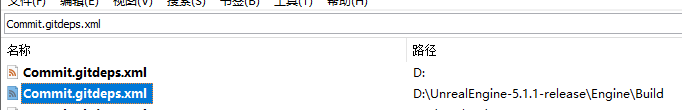 文件(F) 编辑(E) 视图(V) 搜索(S) 书签(B) 工具(T) 帮助(H)
Commit.gitdeps.xml
名称 路径
Commit.gitdeps.xml D:
Commit.gitdeps.xml D:\UnrealEngine-5.1.1-release\Engine\Build